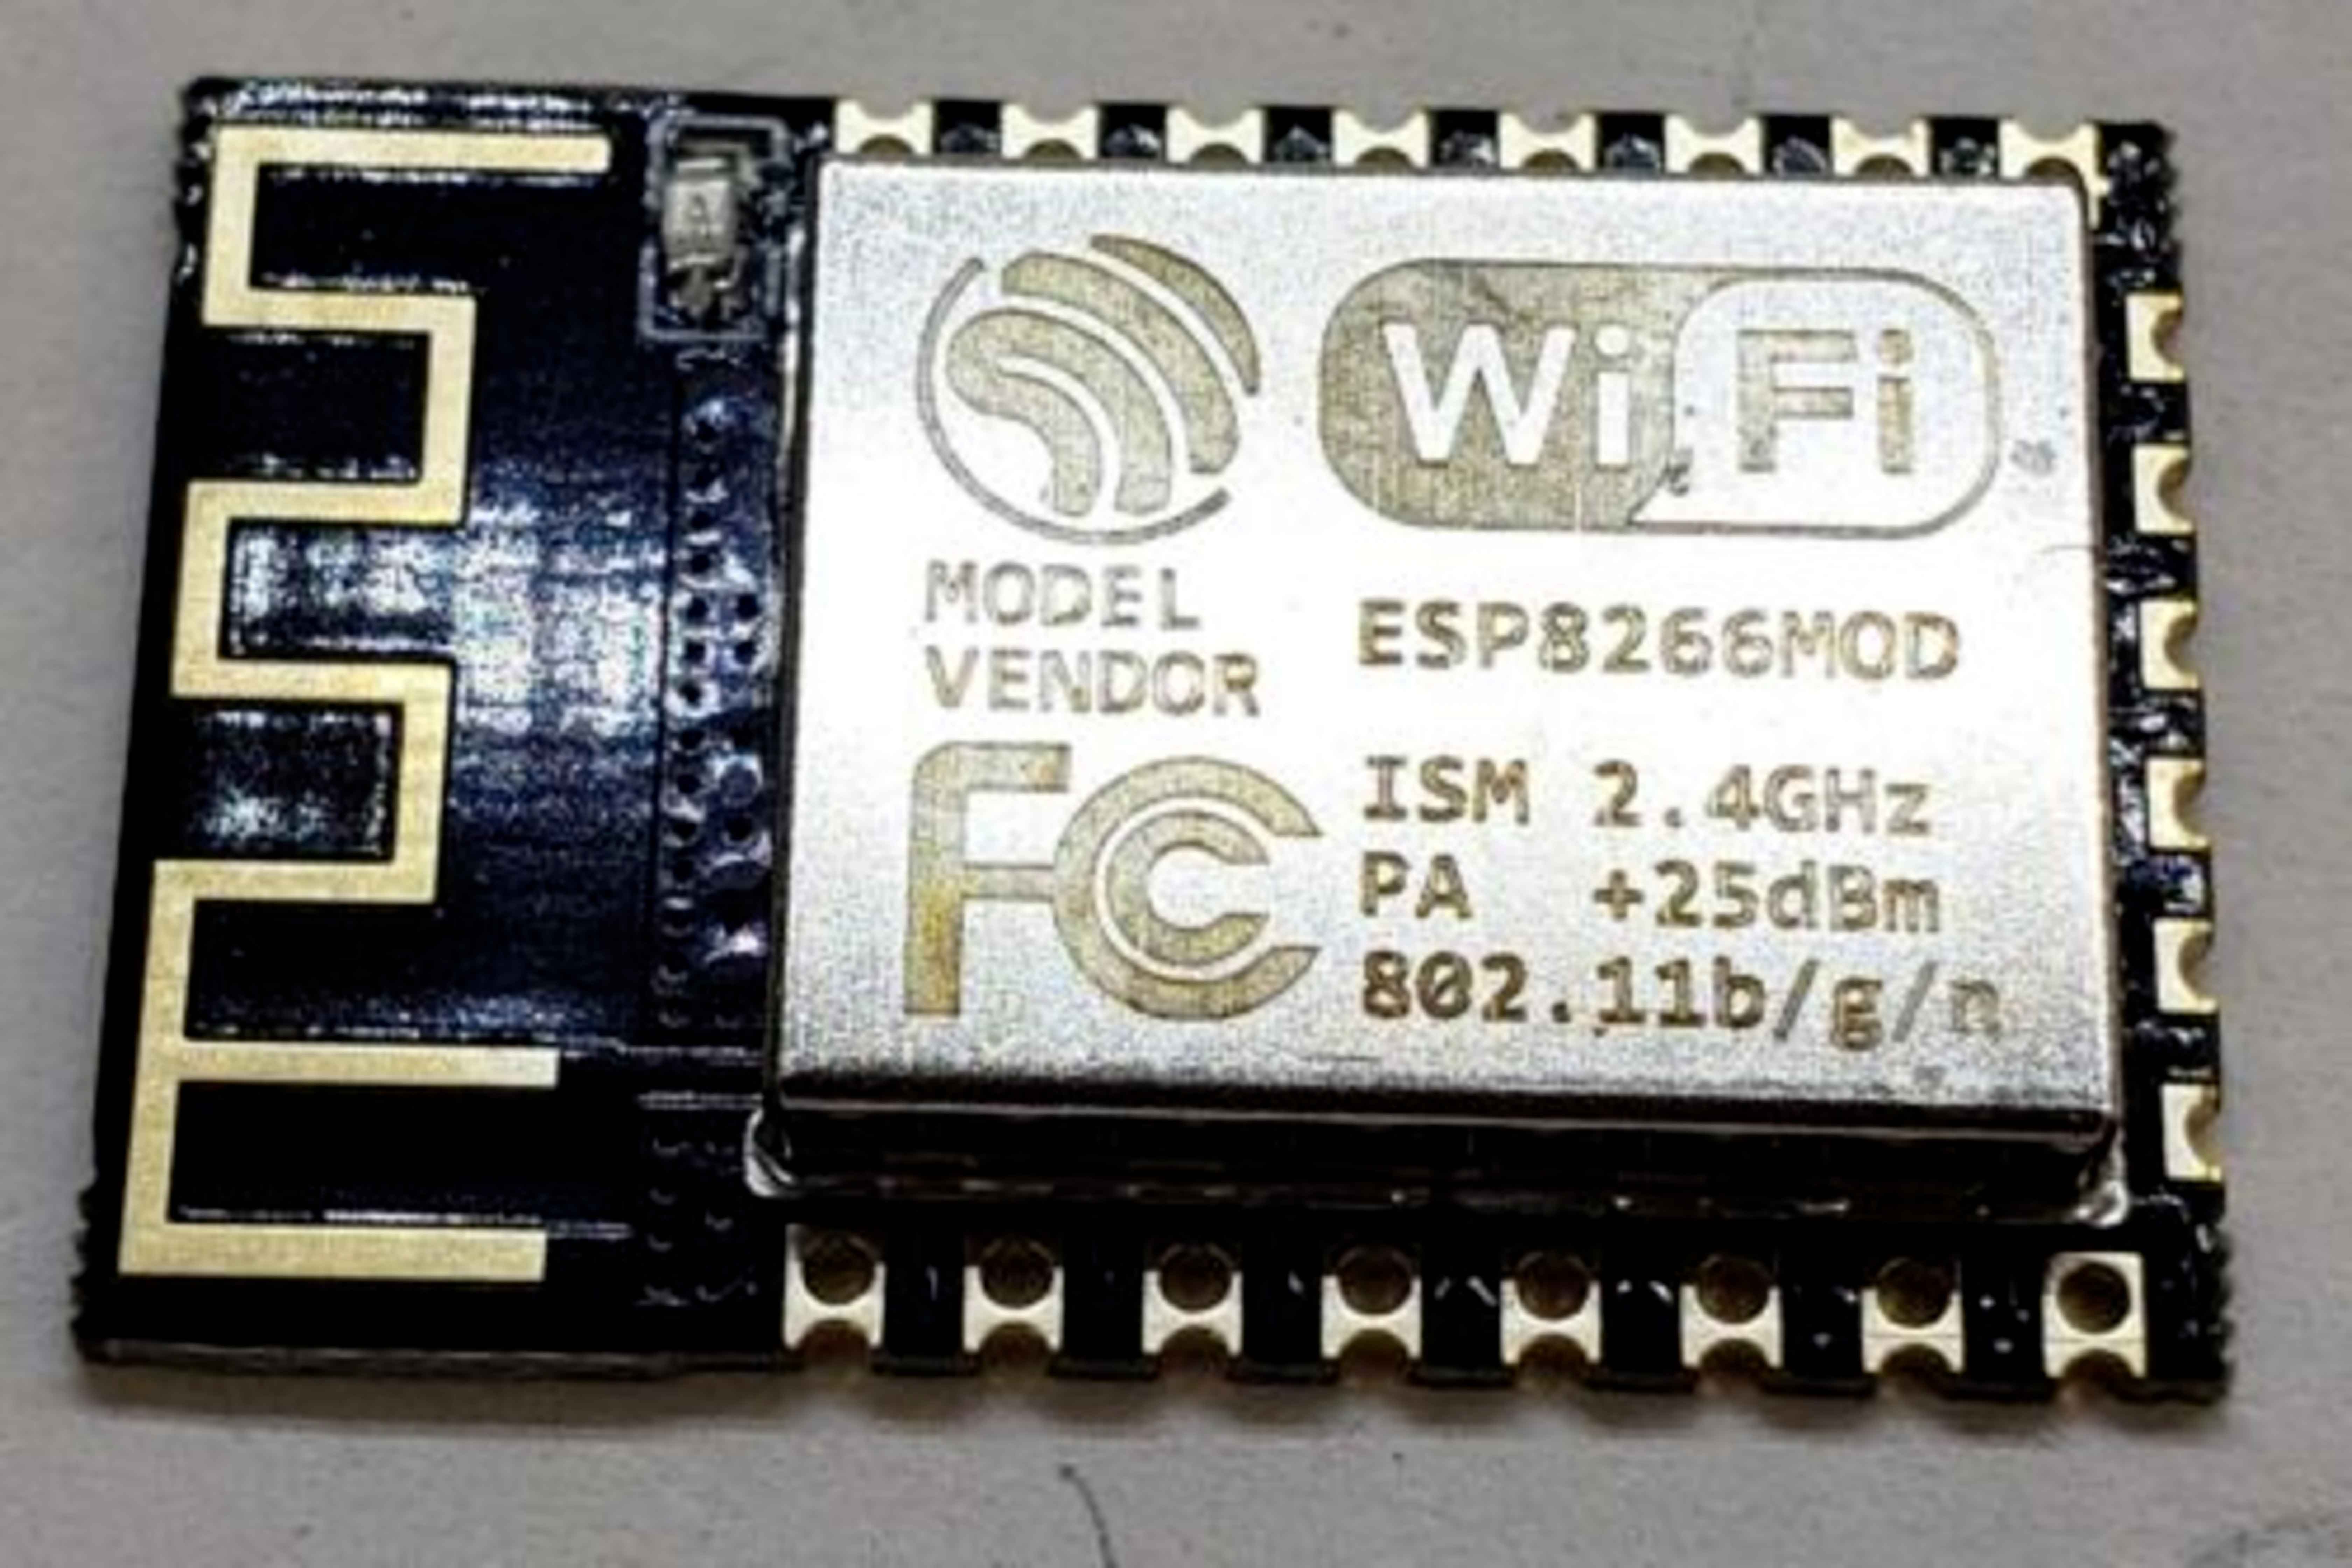 WiFi
MODEL
VENDOR
ESP8266MOD
FC
ISM 2.4GHz
PA +25dBm
802.11b/g/n